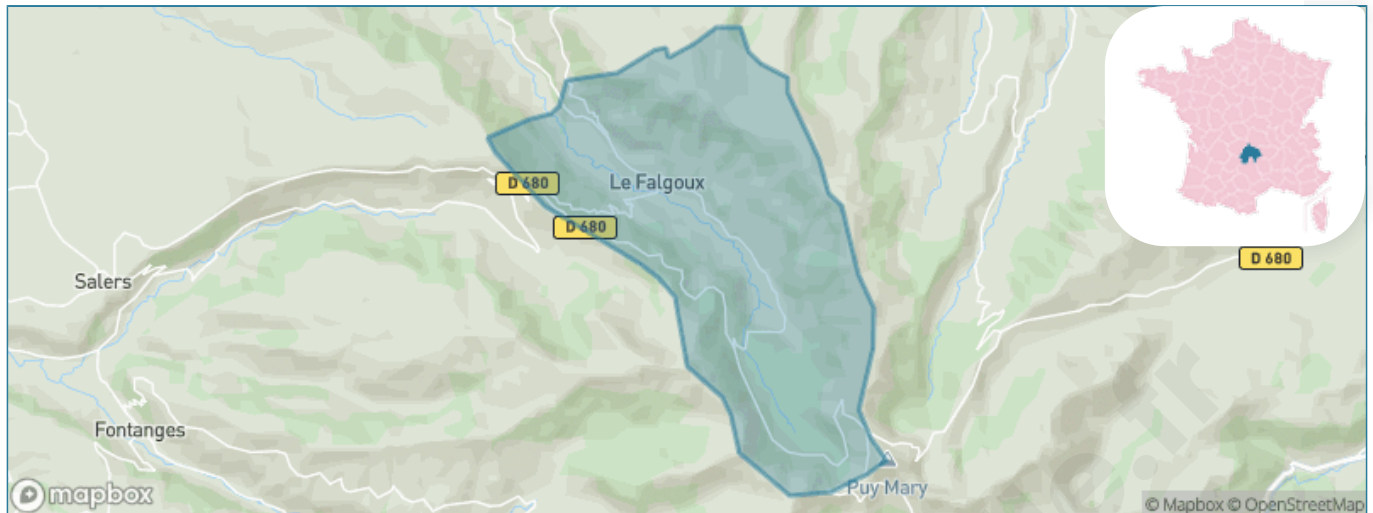 D 680
Le Falgoux
D 680
D 680
Salers
Fontanges
Puy Mary
mapbox
© Mapbox © OpenStreetMap